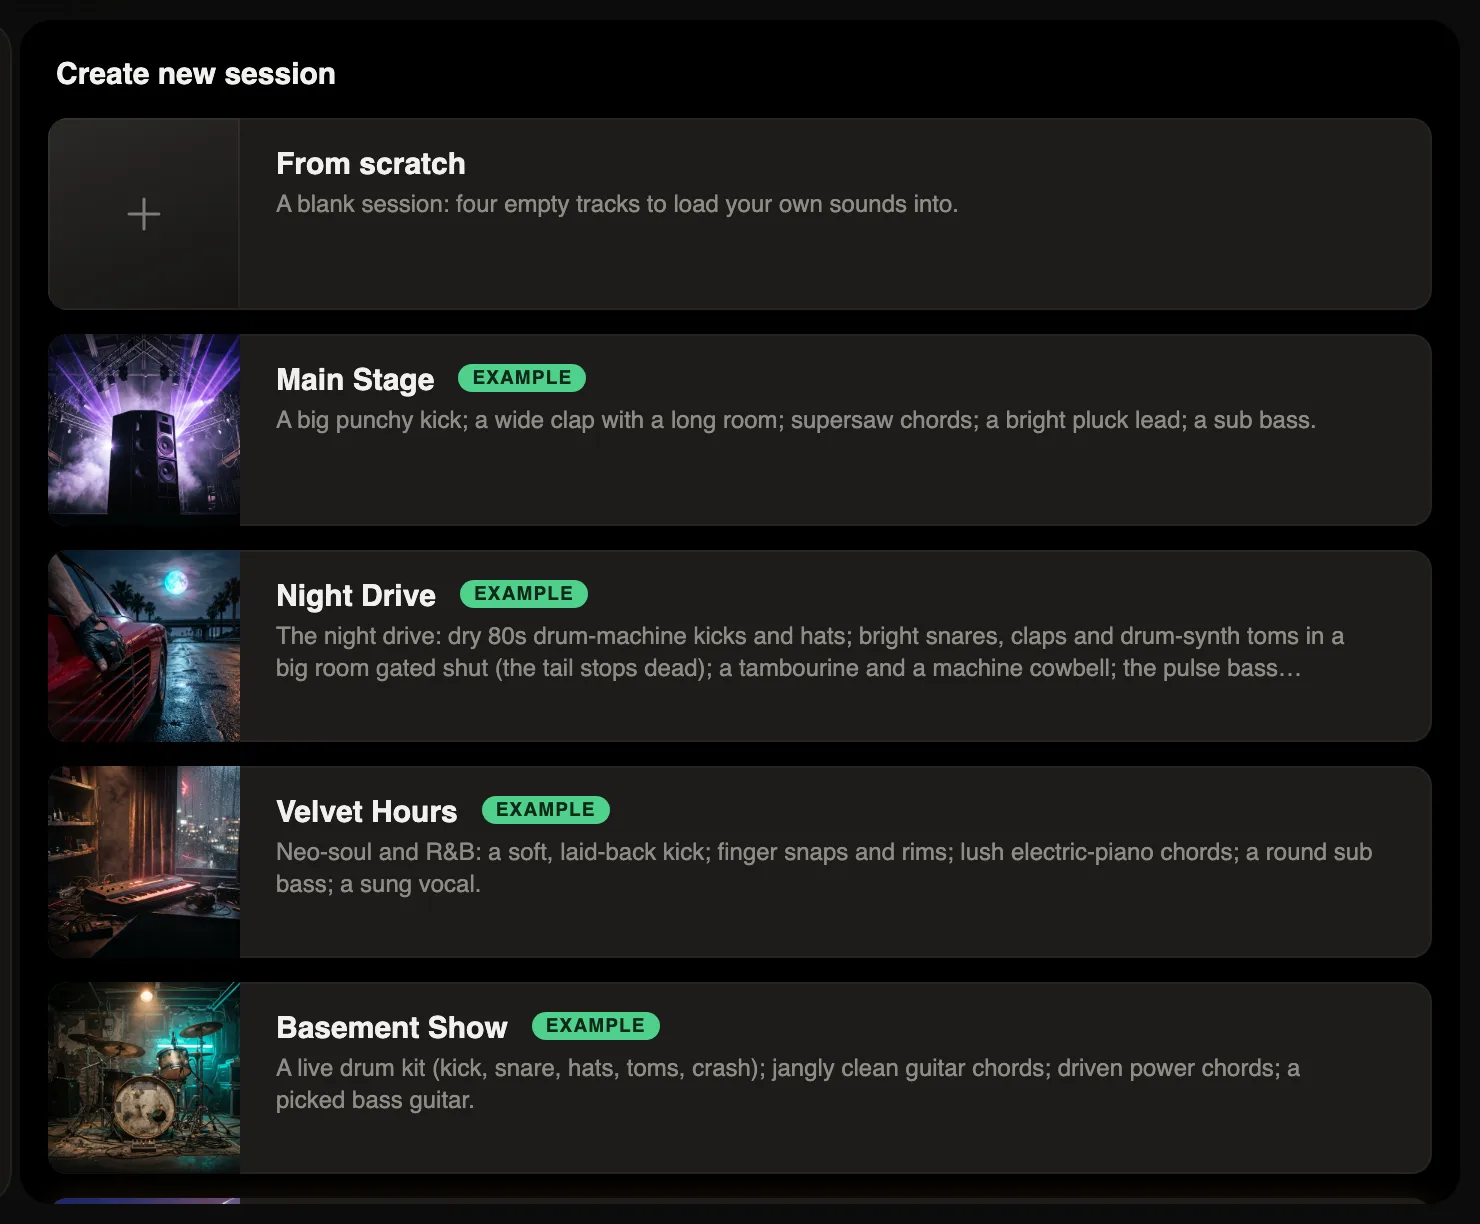 Create new session
From scratch
A blank session: four empty tracks to load your own sounds into.
Main Stage EXAMPLE
A big punchy kick; a wide clap with a long room; supersaw chords; a bright pluck lead; a sub bass.
Night Drive EXAMPLE
The night drive: dry 80s drum-machine kicks and hats; bright snares, claps and drum-synth toms in a
big room gated shut (the tail stops dead); a tambourine and a machine cowbell; the pulse bass…
Velvet Hours EXAMPLE
Neo-soul and R&B: a soft, laid-back kick; finger snaps and rims; lush electric-piano chords; a round sub
bass; a sung vocal.
Basement Show EXAMPLE
A live drum kit (kick, snare, hats, toms, crash); jangly clean guitar chords; driven power chords; a
picked bass guitar.